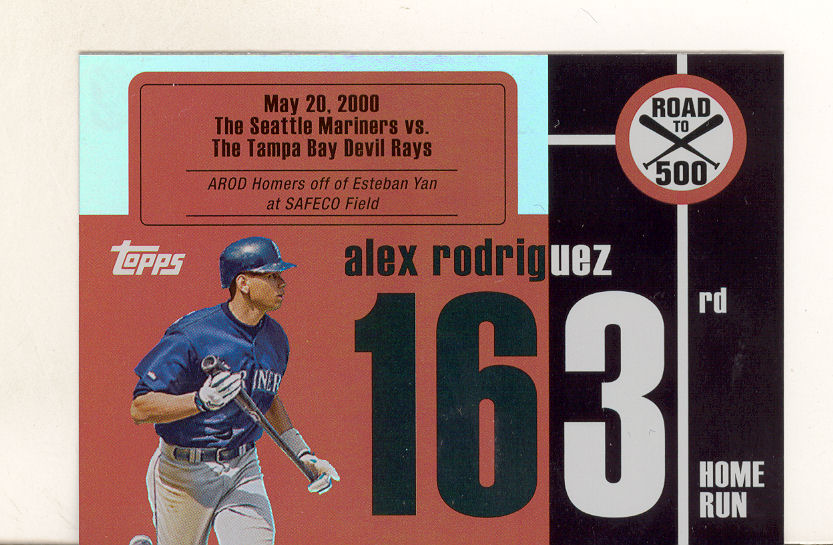 May 20, 2000
The Seattle Mariners vs.
The Tampa Bay Devil Rays
AROD Homers off of Esteban Yan
at SAFECO Field
ROAD
TO
500
Topps
alex rodriguez
163
rd
HOME
RUN
RINER